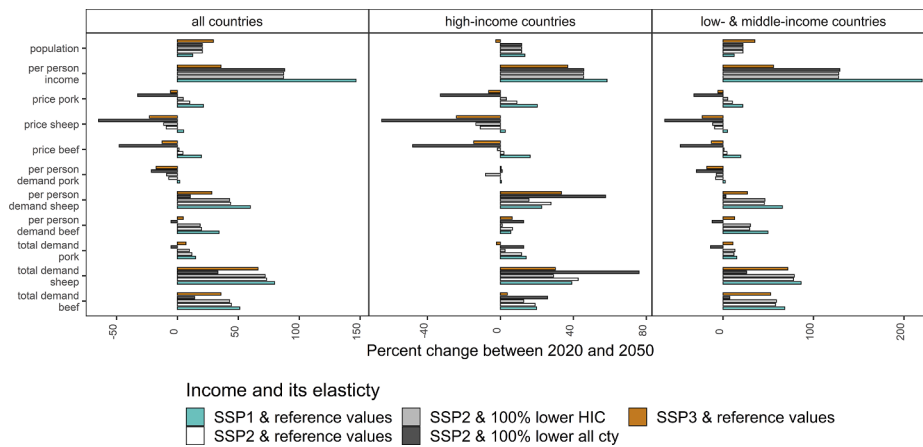 all countries
high-income countries
low- & middle-income countries
population
per person
income
price pork
price sheep
price beef
per person
demand pork
per person
demand sheep
per person
demand beef
total demand
pork
total demand
sheep
total demand
beef
-50
0
50
100
150
-40
0
40
80
0
100
200
Percent change between 2020 and 2050
Income and its elasticity
SSP1 & reference values
SSP2 & 100% lower HIC
SSP3 & reference values
SSP2 & reference values
SSP2 & 100% lower all cty